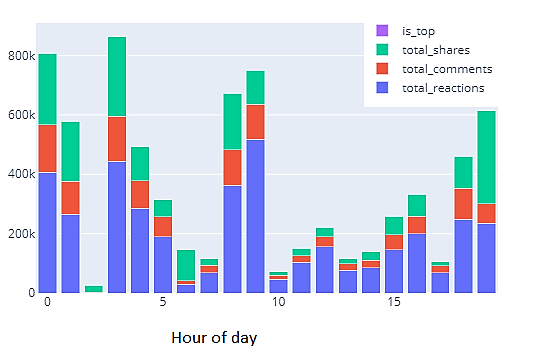 is_top
total_shares
total_comments
total_reactions
800k
600k
400k
200k
0
0 5 10 15
Hour of day